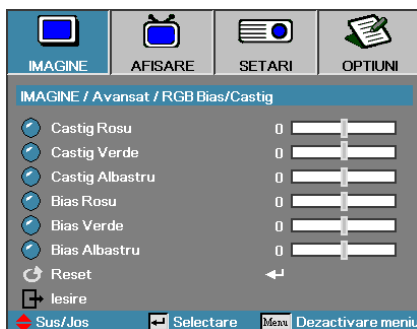 IMAGINE AFISARE SETARI OPTIUNI
IMAGINE / Avansat / RGB Bias/Castig
Castig Rosu 0
Castig Verde 0
Castig Albastru 0
Bias Rosu 0
Bias Verde 0
Bias Albastru 0
Reset
Iesire
Sus/Jos Selectare Menu Dezactivare meniu